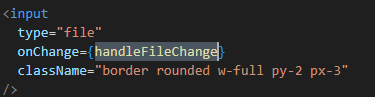 <input
type="file"
onChange={handleFileChange}
className="border rounded w-full py-2 px-3"
/>